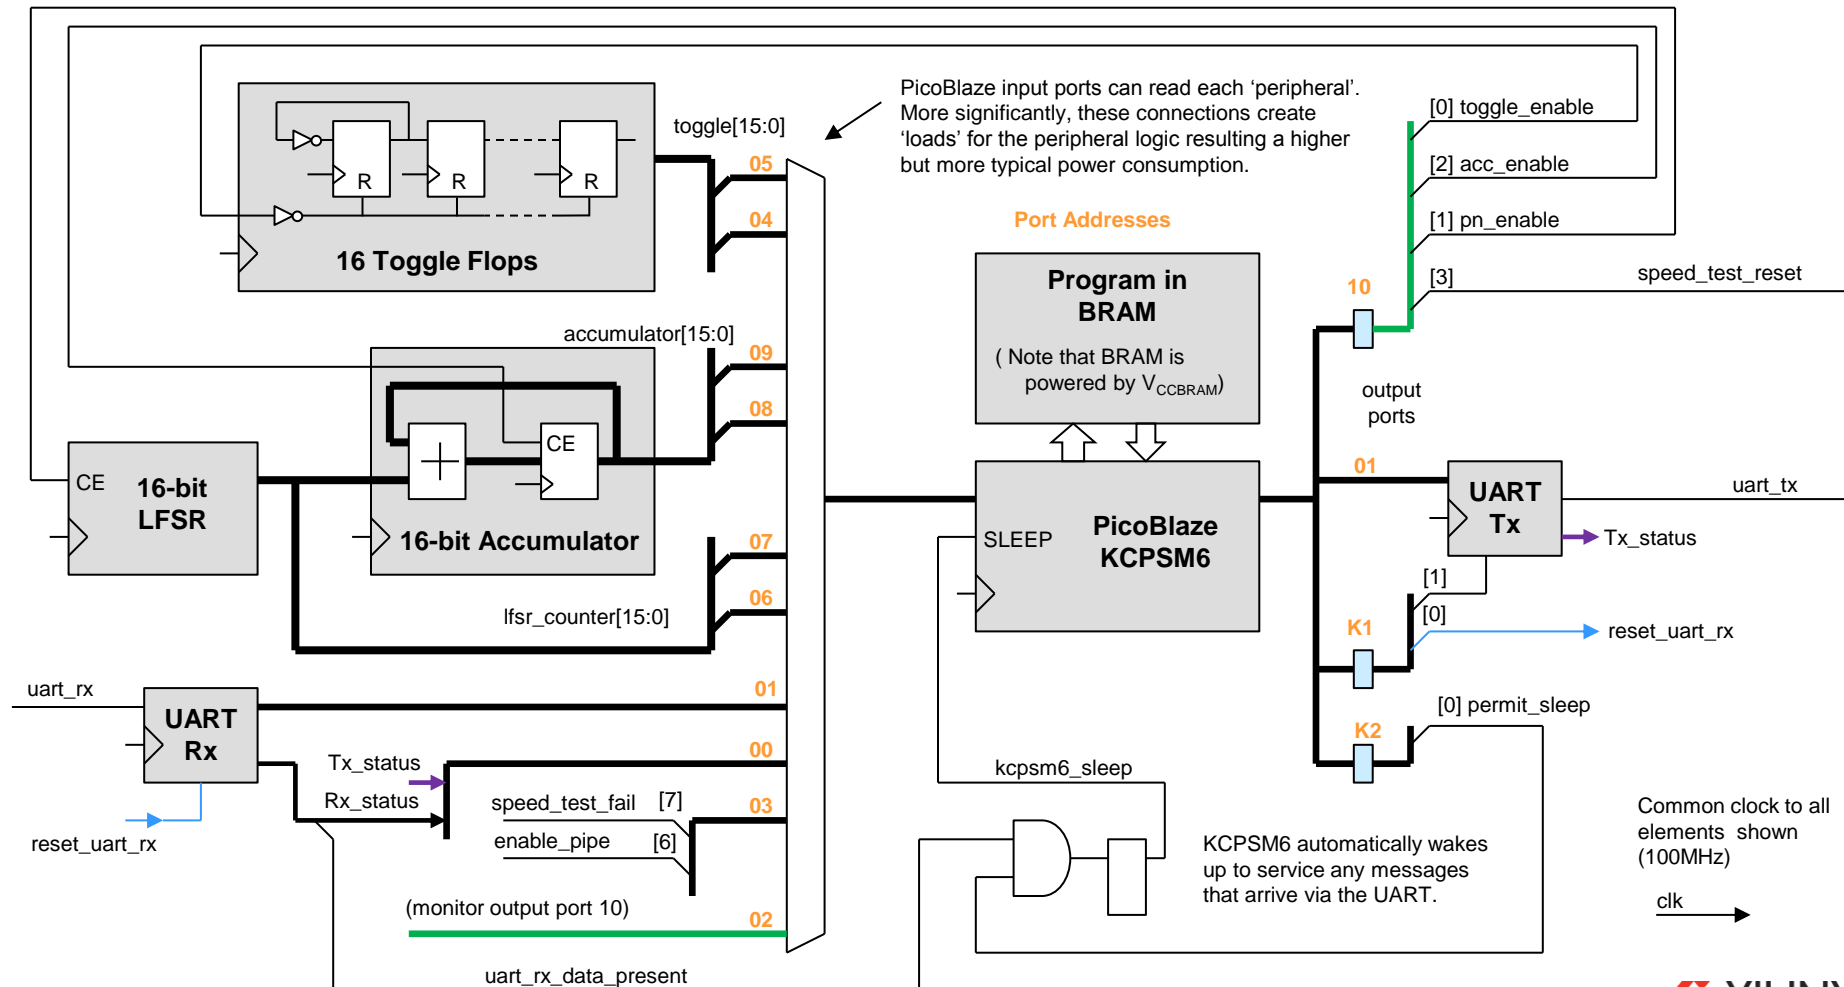 PicoBlaze input ports can read each ‘peripheral’.
More significantly, these connections create
‘loads’ for the peripheral logic resulting a higher
but more typical power consumption.
toggle[15:0]
05
04
R
R
R
16 Toggle Flops
Port Addresses
[0] toggle_enable
[2] acc_enable
[1] pn_enable
[3]
speed_test_reset
10
output
ports
Program in
BRAM
( Note that BRAM is
powered by VCCBRAM)
accumulator[15:0]
09
08
CE
16-bit Accumulator
CE
16-bit
LFSR
07
06
lfsr_counter[15:0]
SLEEP
PicoBlaze
KCPSM6
01
UART
Tx
uart_tx
Tx_status
[1]
[0]
K1
reset_uart_rx
[0] permit_sleep
K2
uart_rx
UART
Rx
01
00
Tx_status
Rx_status
reset_uart_rx
speed_test_fail
[7]
03
enable_pipe
[6]
(monitor output port 10)
02
uart_rx_data_present
kcpsm6_sleep
KCPSM6 automatically wakes
up to service any messages
that arrive via the UART.
Common clock to all
elements shown
(100MHz)
clk